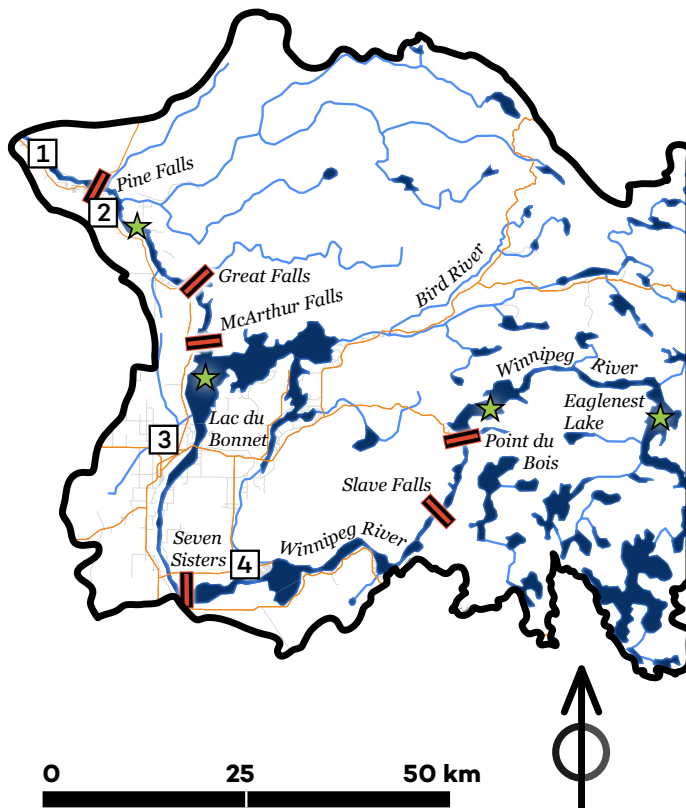 1
Pine Falls
2
Great Falls
Bird River
McArthur Falls
Winnipeg
River
Eaglenest
Lake
Lac du
Bonnet
3
Point du
Bois
Slave Falls
Seven
Sisters
4
Winnipeg River
0 25 50 km